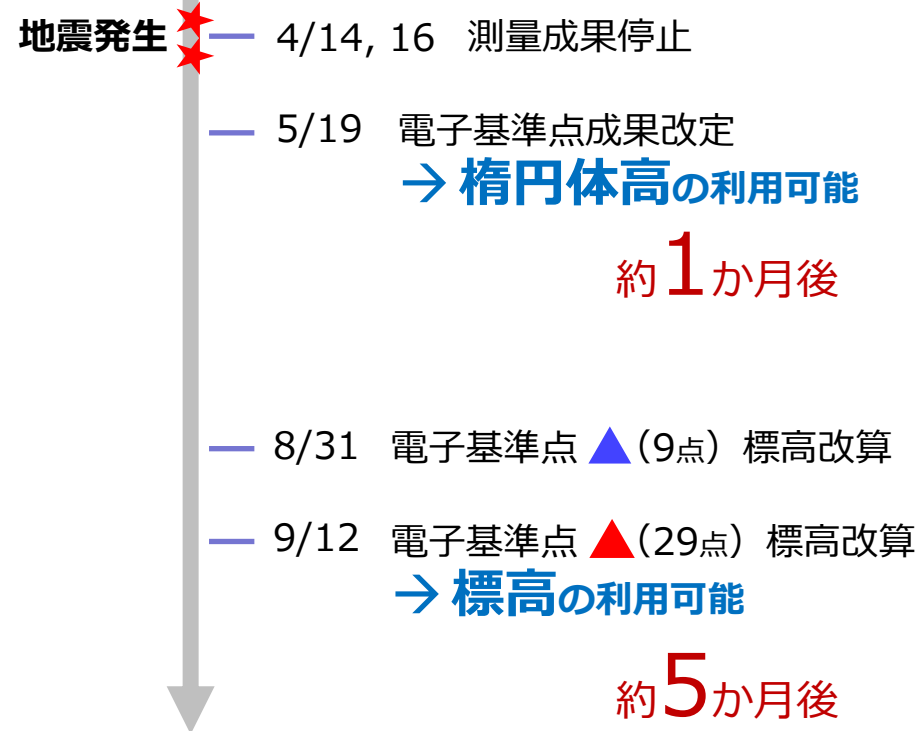 地震発生 4/14, 16 測量成果停止
5/19 電子基準点成果改定
→ 楕円体高の利用可能
約1か月後
8/31 電子基準点 ▲(9点) 標高改算
9/12 電子基準点 ▲(29点) 標高改算
→ 標高の利用可能
約5か月後